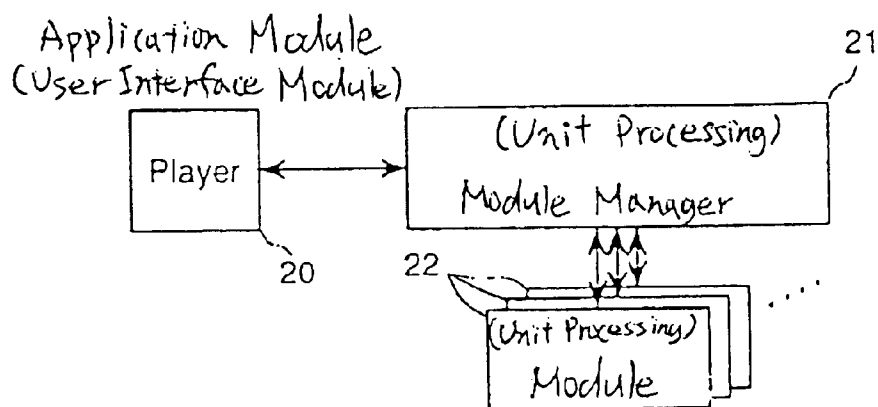 Application Module
(User Interface Module)
21
(Unit Processing)
Player
Module Manager
20
22
(Unit Processing)
Module